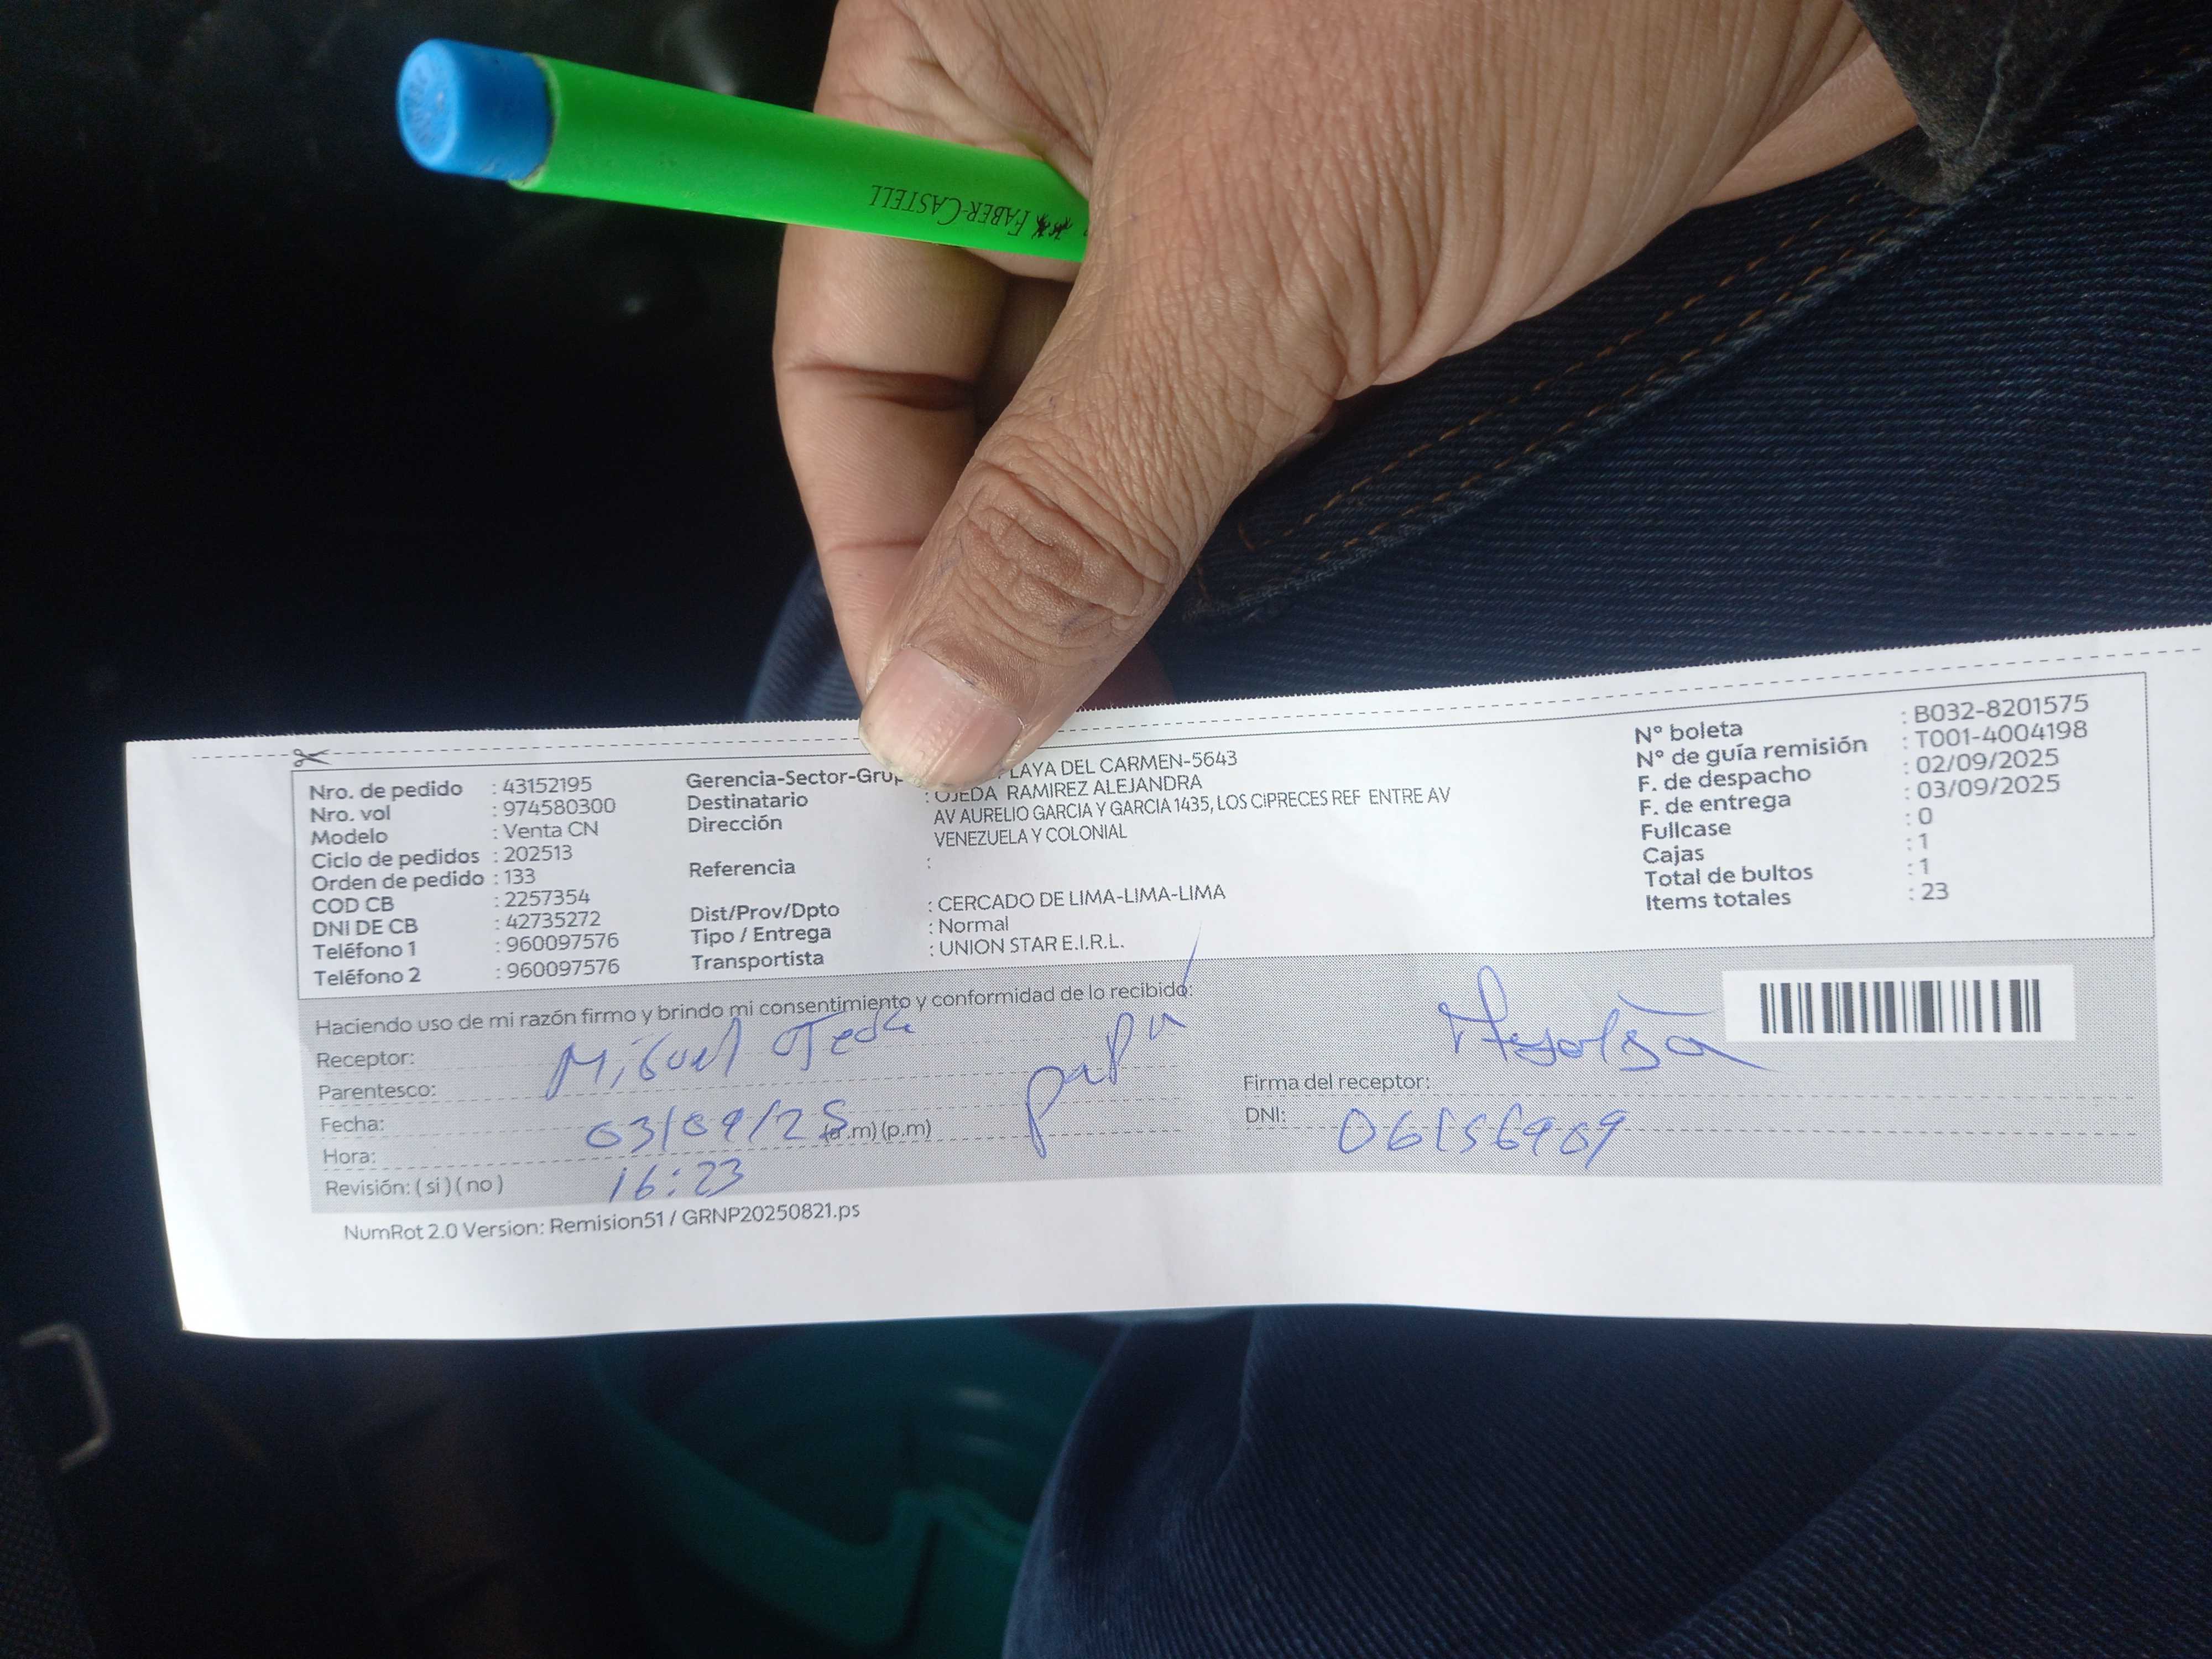 FABER-CASTELL
Nro. de pedido : 43152195
Nro. vol : 974580300
Modelo : Venta CN
Ciclo de pedidos : 202513
Orden de pedido : 133
COD CB : 2257354
DNI DE CB : 42735272
Teléfono 1 : 960097576
Teléfono 2 : 960097576
Gerencia-Sector-Grup LAYA DEL CARMEN-5643
Destinatario : OJEDA RAMIREZ ALEJANDRA
Dirección AV AURELIO GARCIA Y GARCIA 1435, LOS CIPRECES REF ENTRE AV
VENEZUELA Y COLONIAL
Referencia :
Dist/Prov/Dpto : CERCADO DE LIMA-LIMA-LIMA
Tipo / Entrega : Normal
Transportista : UNION STAR E.I.R.L.
N° boleta : B032-8201575
N° de guía remisión : T001-4004198
F. de despacho : 02/09/2025
F. de entrega : 03/09/2025
Fullcase : 0
Cajas : 1
Total de bultos : 1
Items totales : 23
Haciendo uso de mi razón firmo y brindo mi consentimiento y conformidad de lo recibido:
Receptor: Miguel Ojeda
Parentesco: papá
Fecha: 03/09/25
Hora: 16:23 (a.m) (p.m)
Revisión: ( si ) ( no )
Firma del receptor:
DNI: 06156909
NumRot 2.0 Version: Remision51 / GRNP20250821.ps